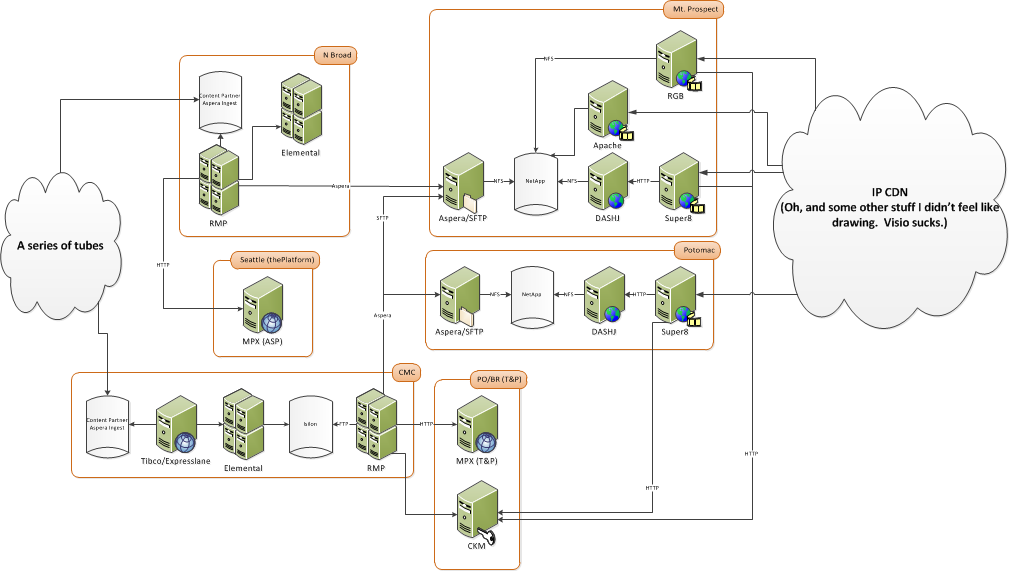 Mt. Prospect
N Broad
Content Partner
Aspera Ingest
Elemental
RMP
NFS
RGB
Apache
Aspera
Aspera/SFTP
NFS
NetApp
NFS
DASHJ
HTTP
Super8
A series of tubes
IP CDN
(Oh, and some other stuff I didn't feel like
drawing. Visio sucks.)
SFTP
HTTP
Seattle (thePlatform)
MPX (ASP)
Potomac
Aspera
Aspera/SFTP
NFS
NetApp
NFS
DASHJ
HTTP
Super8
CMC
Content Partner
Aspera Ingest
Tibco/Expresslane
Elemental
Isilon
FTP
RMP
HTTP
PO/BR (T&P)
MPX (T&P)
CKM
HTTP
HTTP